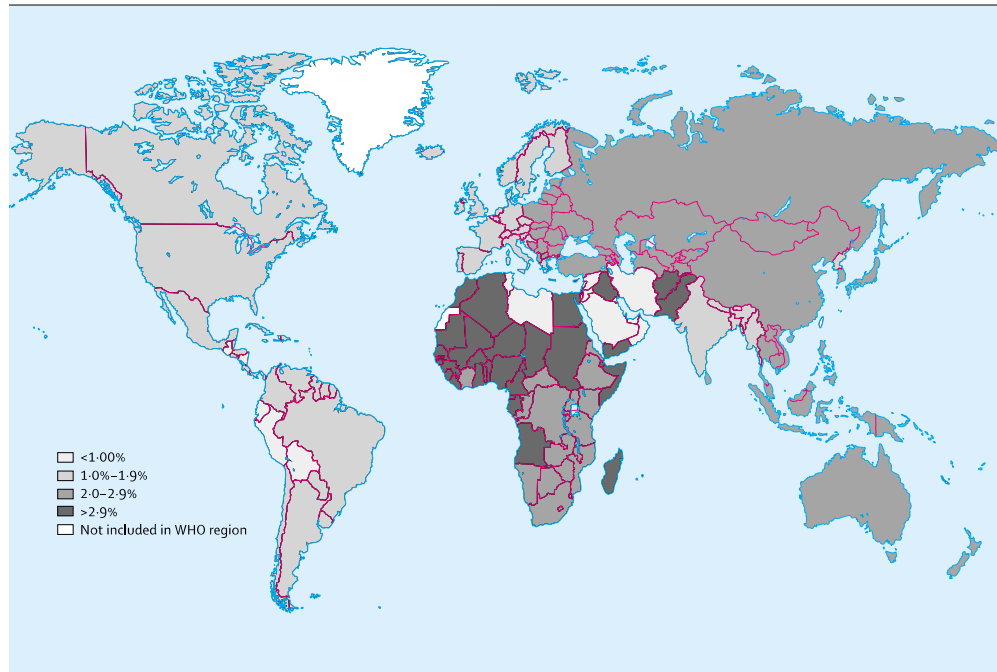 <1·00%
1·0%–1·9%
2·0–2·9%
>2·9%
Not included in WHO region